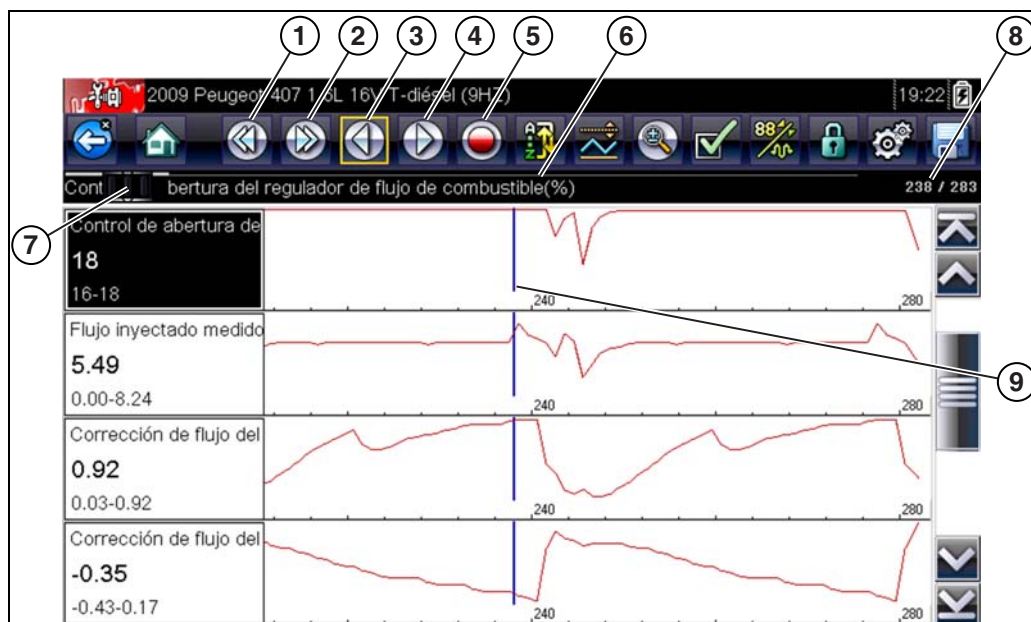 1 2 3 4 5 6 8
2009 Peugeot 407 1.6L 16V T-diésel (9HZ) 19:22
A Z 88
Cont bertura del regulador de flujo de combustible(%) 238 / 283
7
Control de abertura de
18
16-18
240 280
Flujo inyectado medido
5.49
0.00-8.24
240 280
9
Corrección de flujo del
0.92
0.03-0.92
240 280
Corrección de flujo del
-0.35
-0.43-0.17
240 280